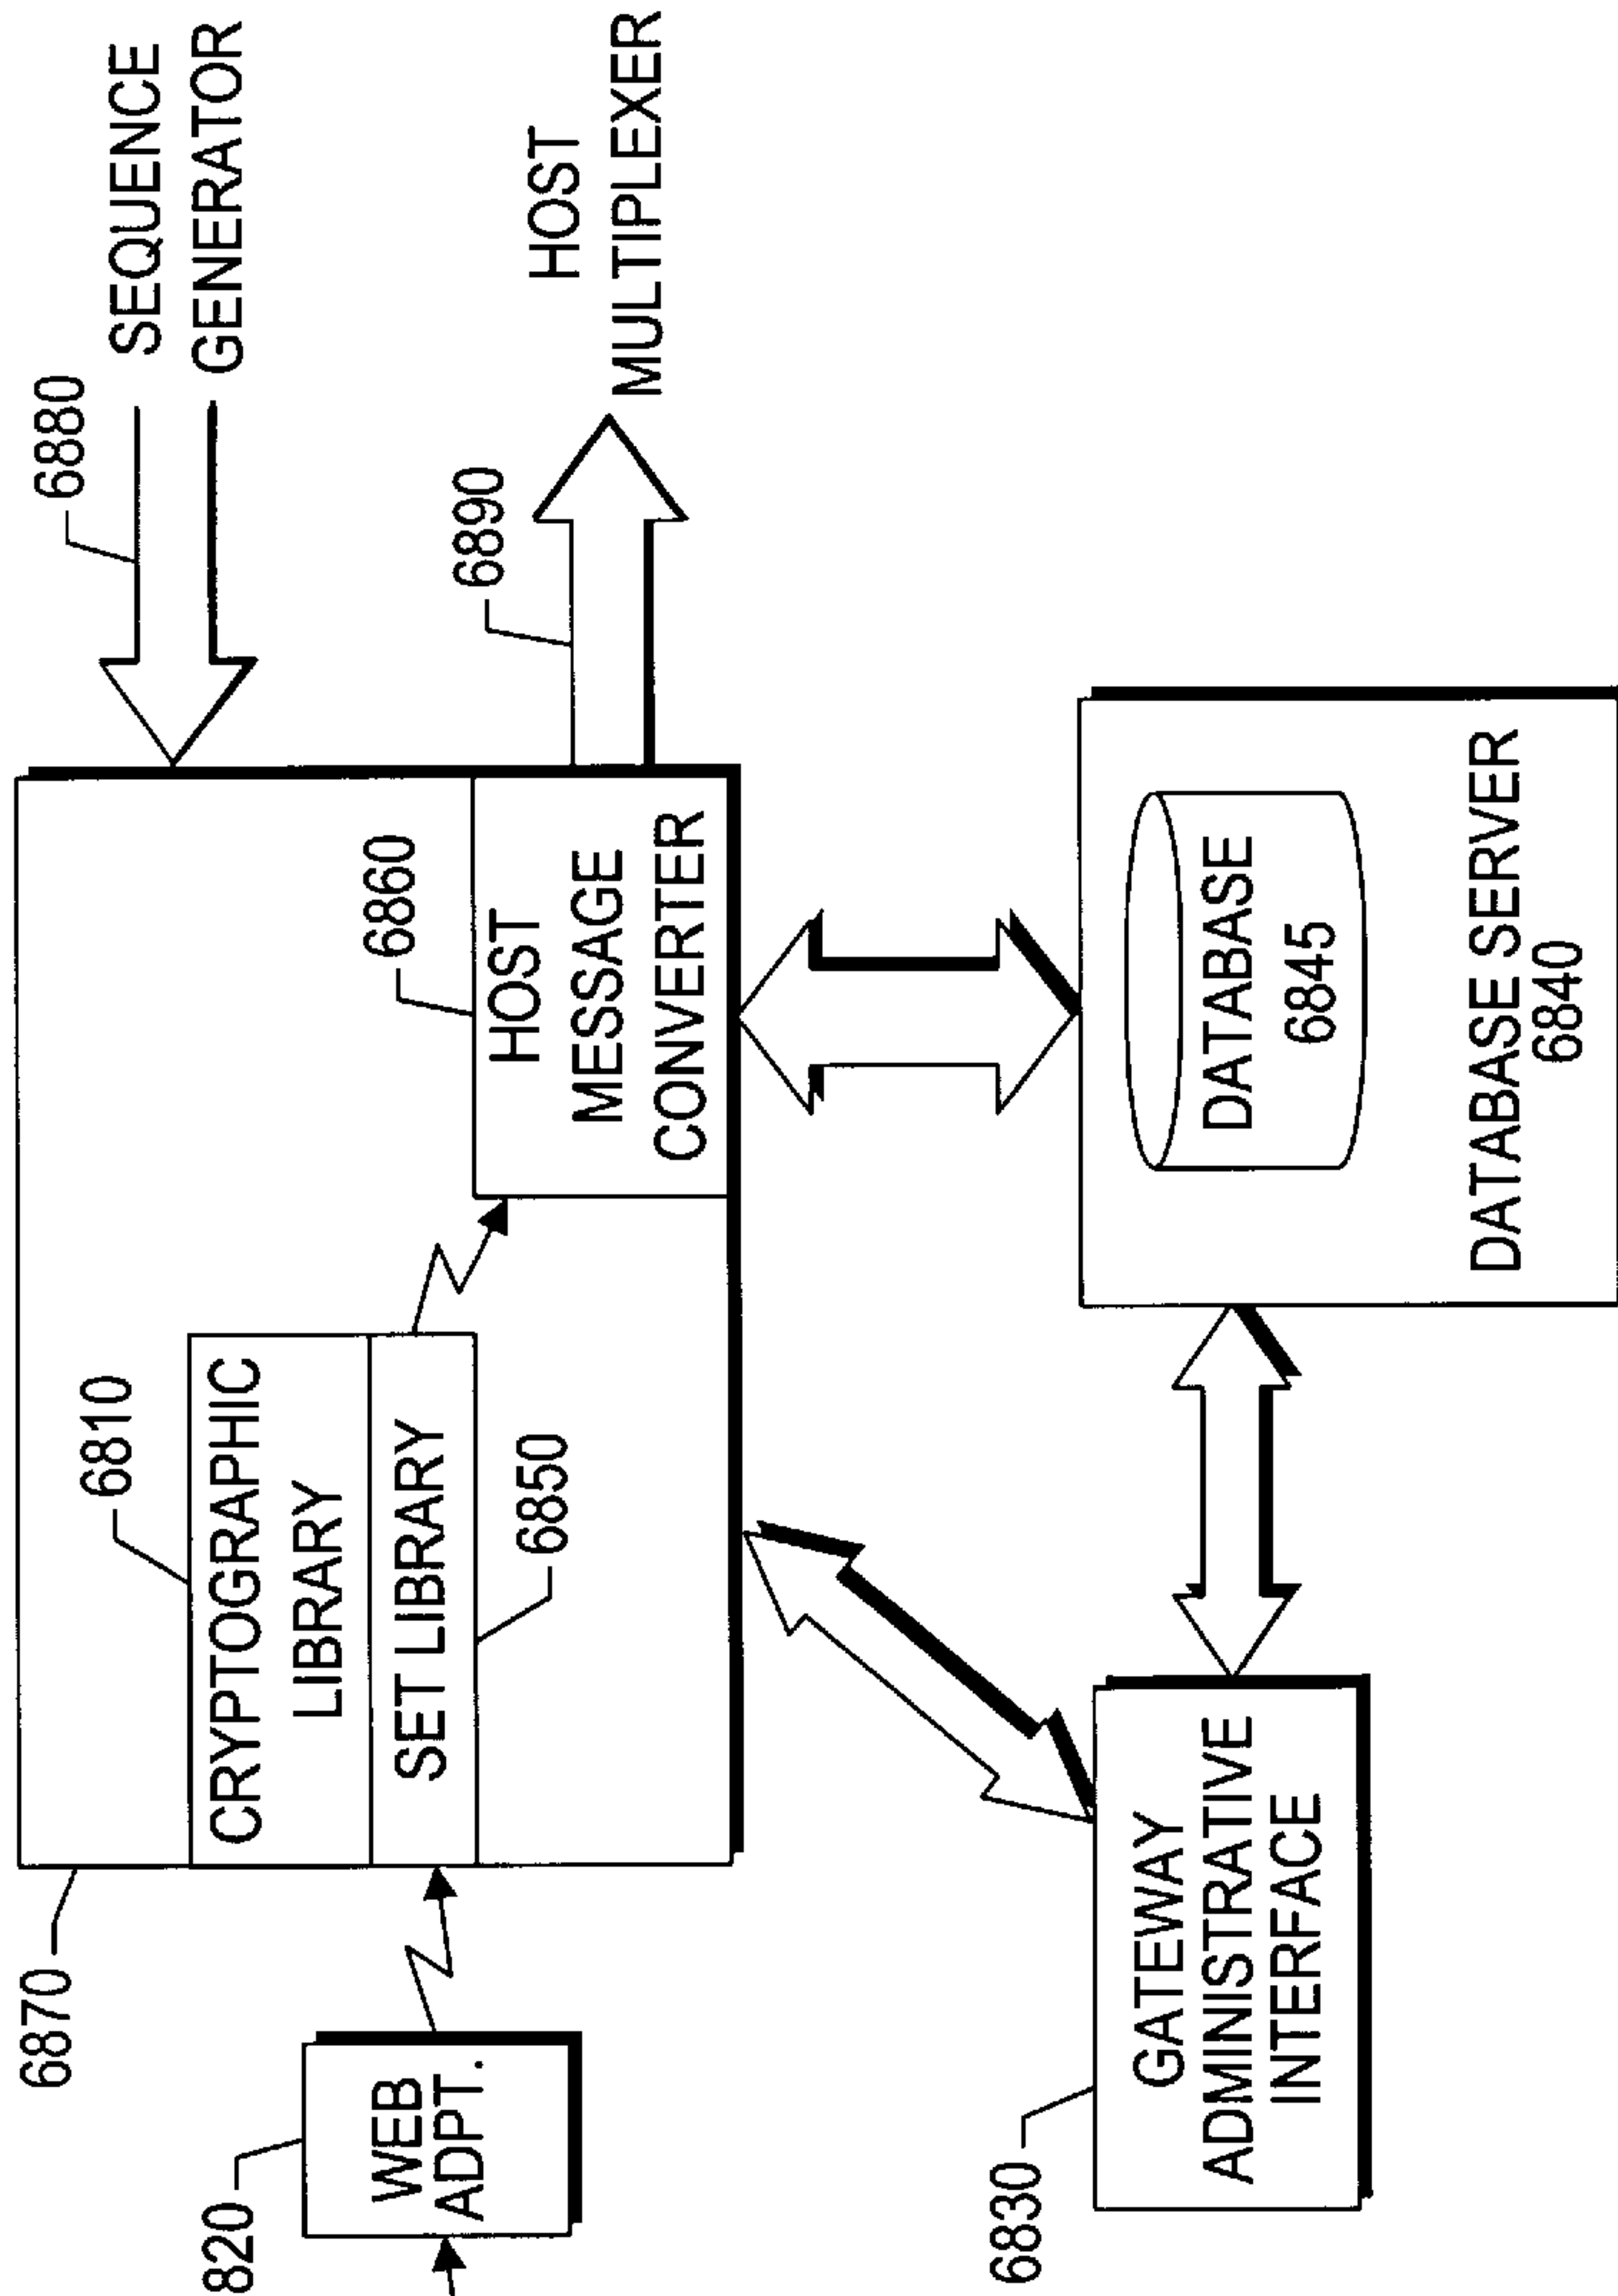 6870
6810
6880
SEQUENCE
GENERATOR
CRYPTOGRAPHIC
LIBRARY
SET LIBRARY
6850
820
WEB
ADPT.
6860
HOST
MESSAGE
CONVERTER
6890
HOST
MULTIPLEXER
6830
GATEWAY
ADMINISTRATIVE
INTERFACE
DATABASE
6845
DATABASE SERVER
6840